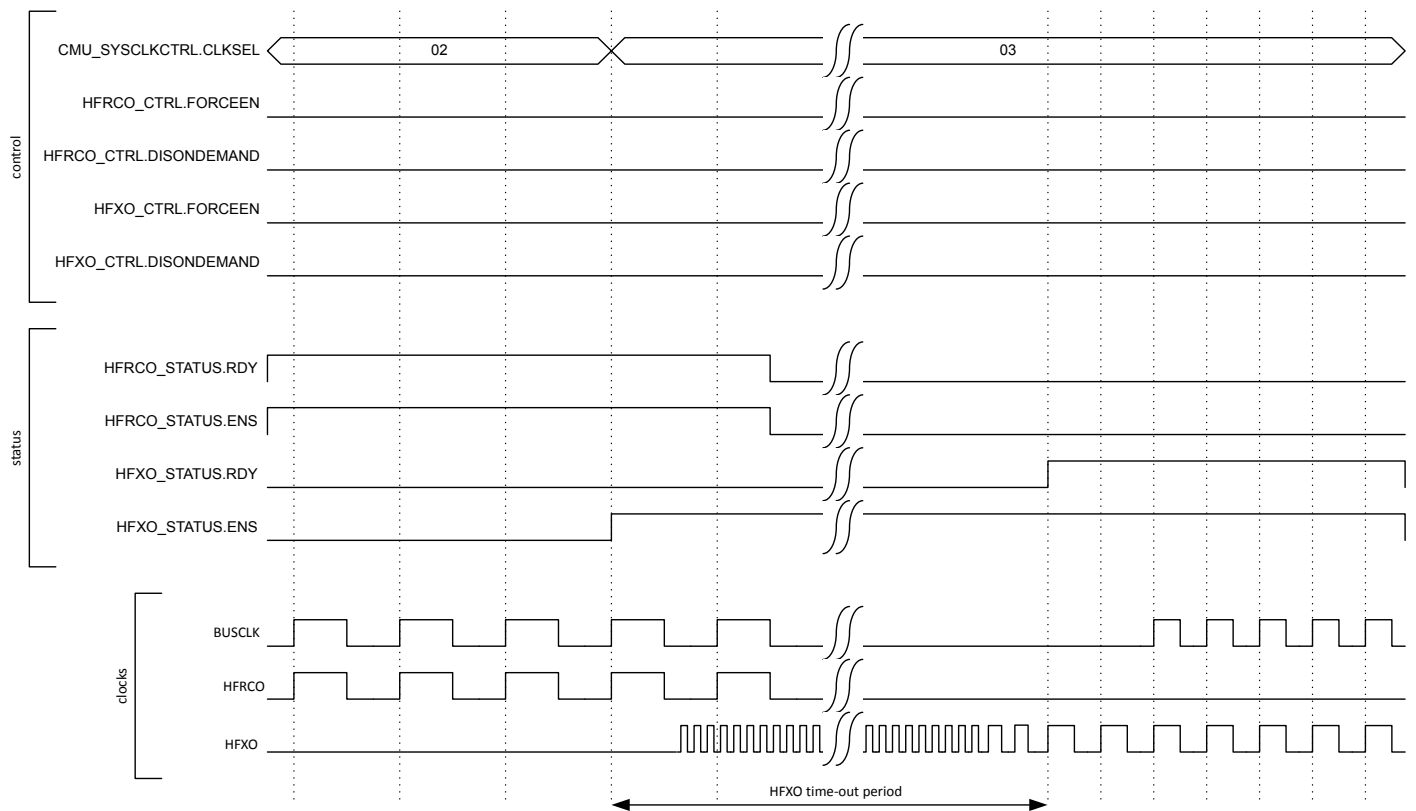 control
CMU_SYSCLKCTRL.CLKSEL
02
03
HFRCO_CTRL.FORCEEN
HFRCO_CTRL.DISONDEMAND
HFXO_CTRL.FORCEEN
HFXO_CTRL.DISONDEMAND
status
HFRCO_STATUS.RDY
HFRCO_STATUS.ENS
HFXO_STATUS.RDY
HFXO_STATUS.ENS
clocks
BUSCLK
HFRCO
HFXO
HFXO time-out period